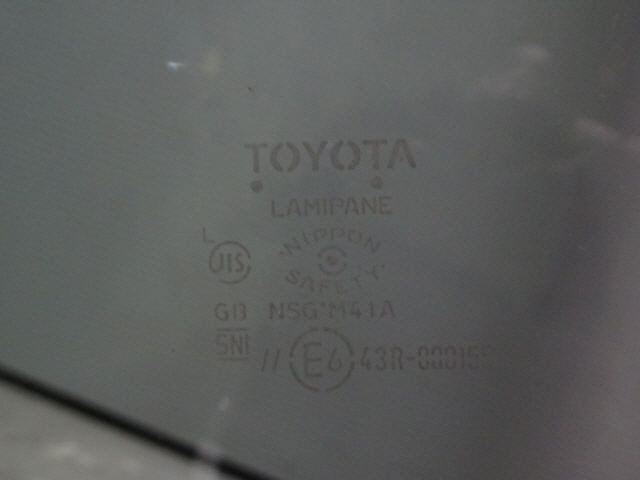 TOYOTA
LAMIPANE
L
JIS
NIPPON
SAFETY
GB NSG M41A
SNI
// E6 43R-00015